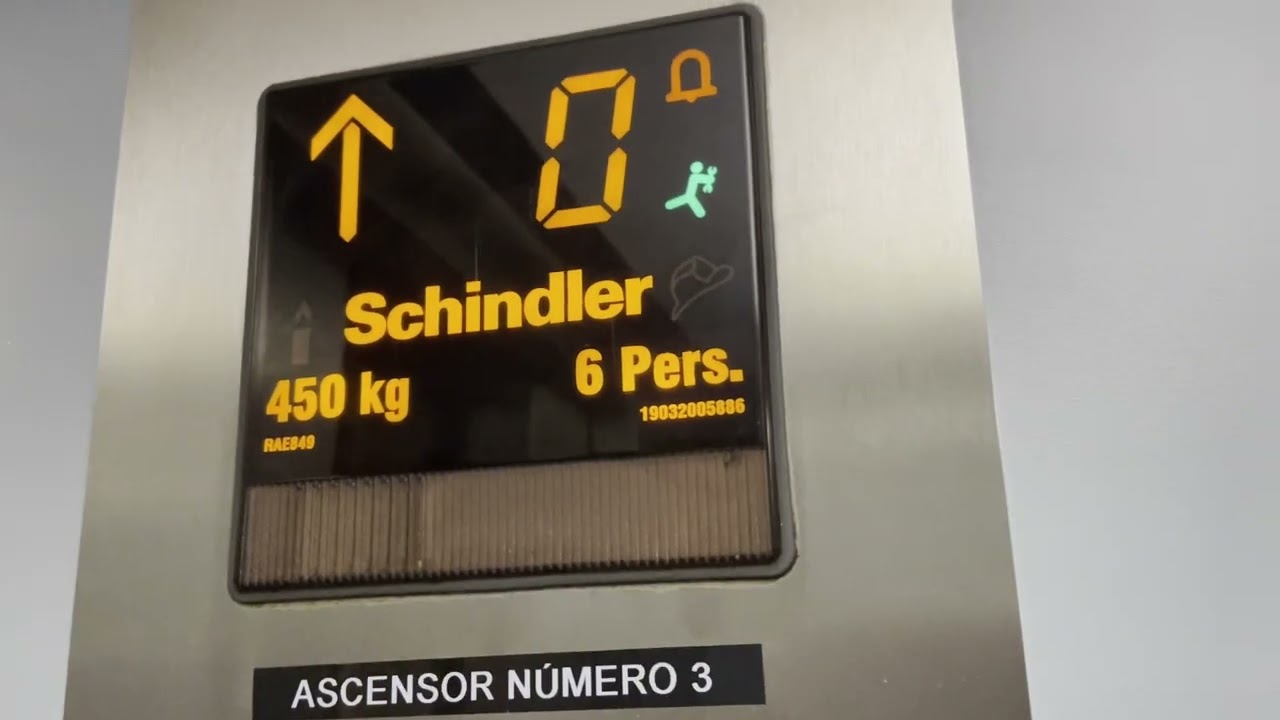 0
Schindler
450 kg
6 Pers.
RAE849
19032005886
ASCENSOR NÚMERO 3